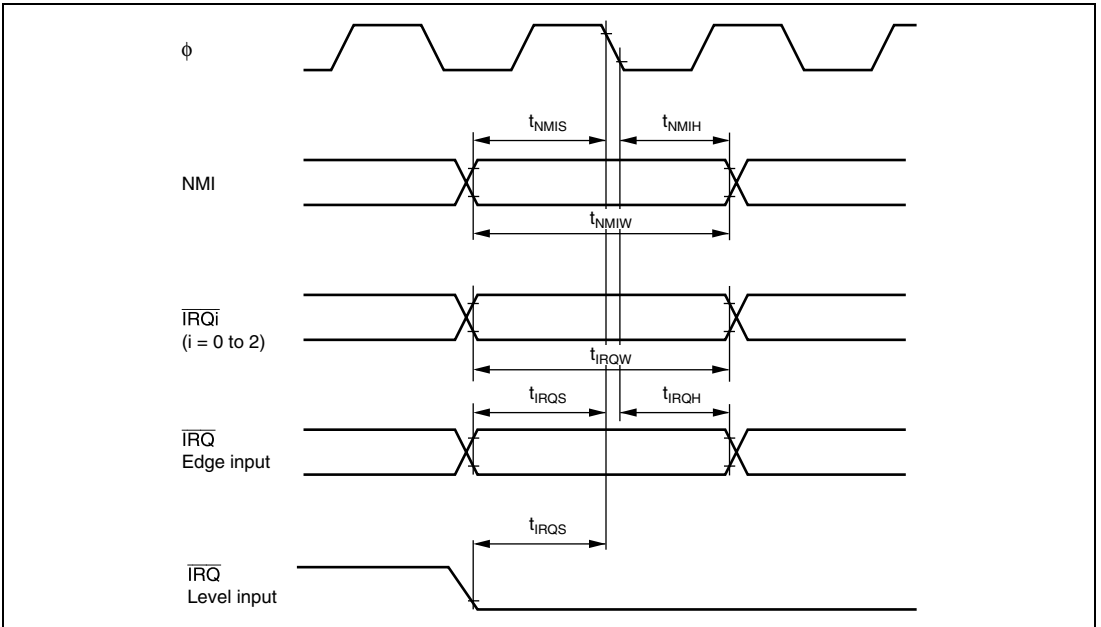 ϕ
tNMIS
tNMIH
NMI
tNMIW
IRQi
(i = 0 to 2)
tIRQW
tIRQS
tIRQH
IRQ
Edge input
tIRQS
IRQ
Level input